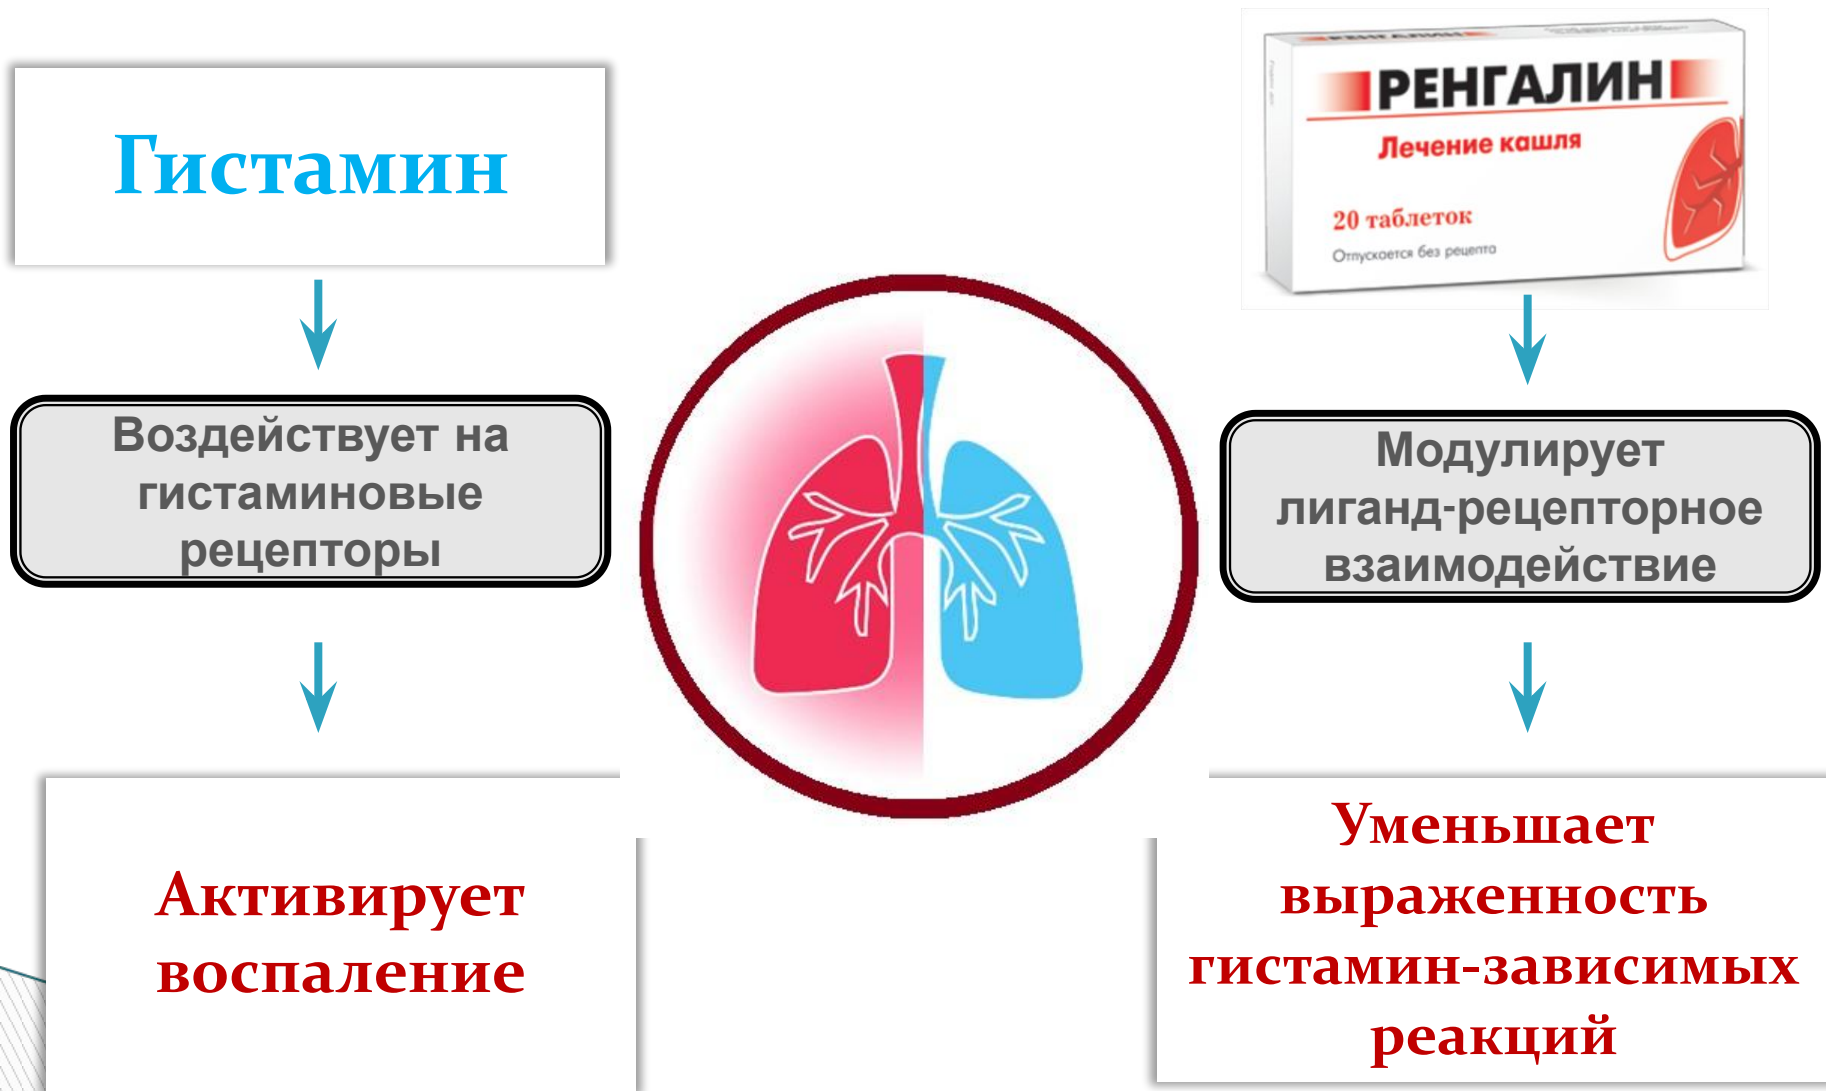 Гистамин
Воздействует на
гистаминовые
рецепторы
Активирует
воспаление
РЕНГАЛИН
РЕНГАЛИН
Лечение кашля
20 таблеток
Отпускается без рецепта
Модулирует
лиганд-рецепторное
взаимодействие
Уменьшает
выраженность
гистамин-зависимых
реакций